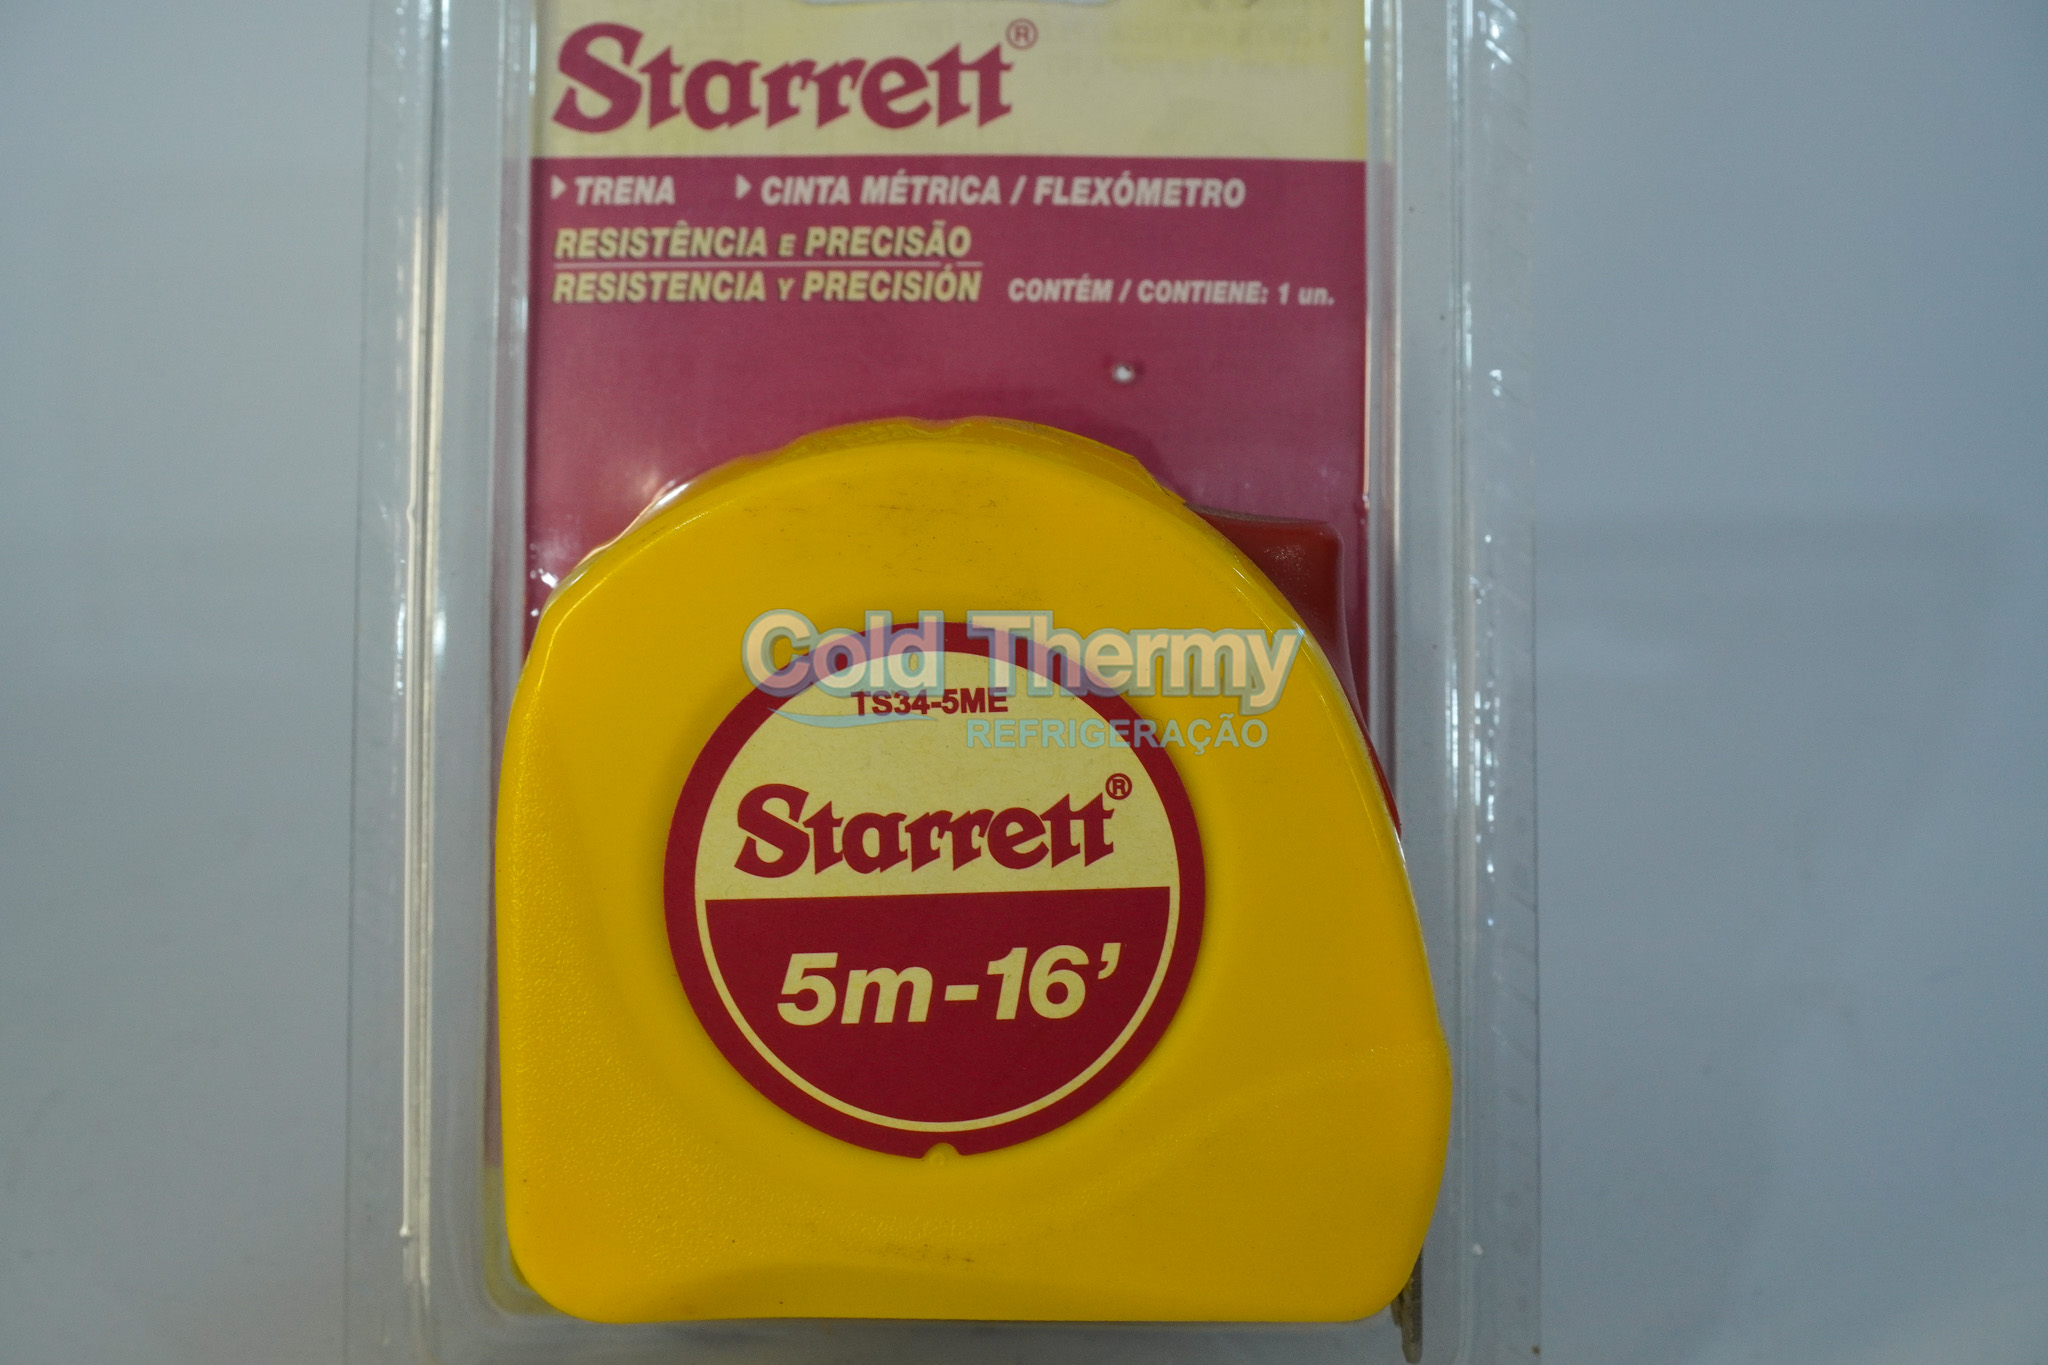 Starrett®
TRENA CINTA MÉTRICA / FLEXÓMETRO
RESISTÊNCIA E PRECISÃO
RESISTENCIA Y PRECISIÓN CONTÉM / CONTIENE: 1 un.
Cold Thermy
TS34-5ME
REFRIGERAÇÃO
Starrett®
5m-16'